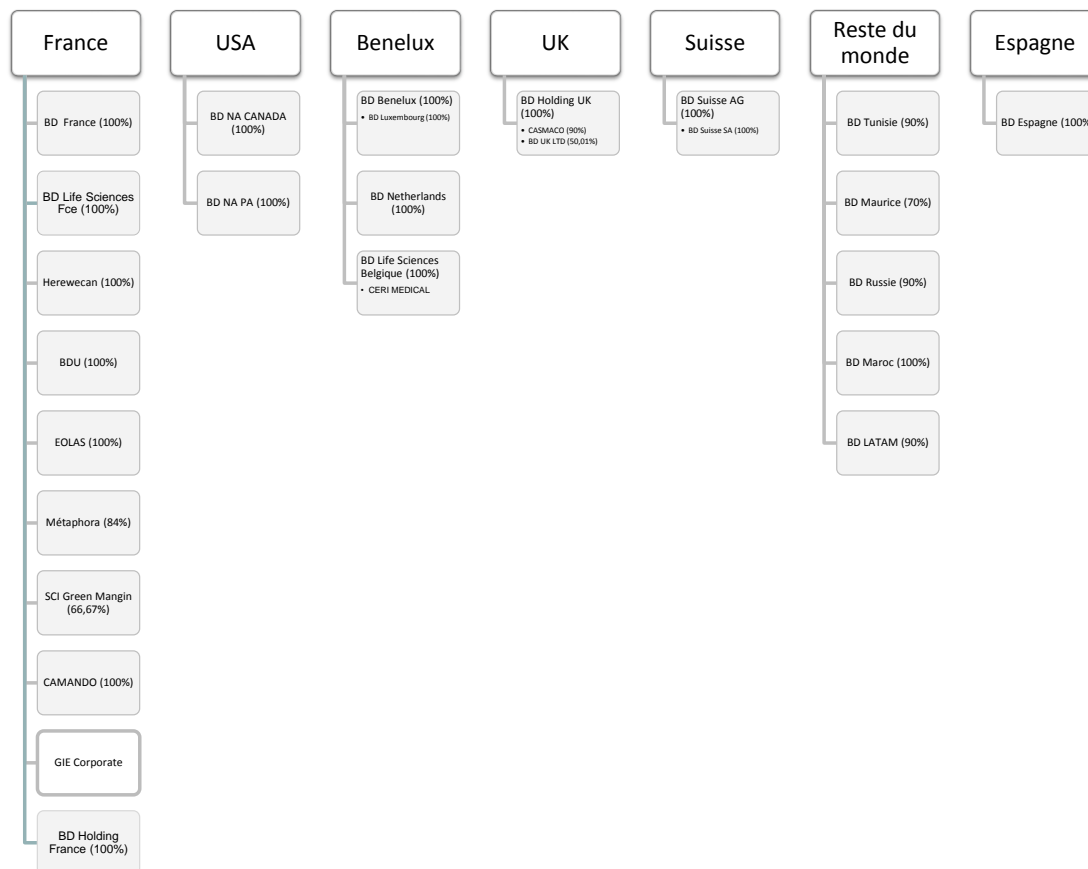 France
BD France (100%)
BD Life Sciences
Fce (100%)
Herewecan (100%)
BDU (100%)
EOLAS (100%)
Métaphora (84%)
SCI Green Mangin
(66,67%)
CAMANDO (100%)
GIE Corporate
BD Holding
France (100%)
USA
BD NA CANADA
(100%)
BD NA PA (100%)
Benelux
BD Benelux (100%)
• BD Luxembourg (100%)
BD Netherlands
(100%)
BD Life Sciences
Belgique (100%)
• CERI MEDICAL
UK
BD Holding UK
(100%)
• CASMACO (90%)
• BD UK LTD (50,01%)
Suisse
BD Suisse AG
(100%)
• BD Suisse SA (100%)
Reste du
monde
BD Tunisie (90%)
BD Maurice (70%)
BD Russie (90%)
BD Maroc (100%)
BD LATAM (90%)
Espagne
BD Espagne (100%